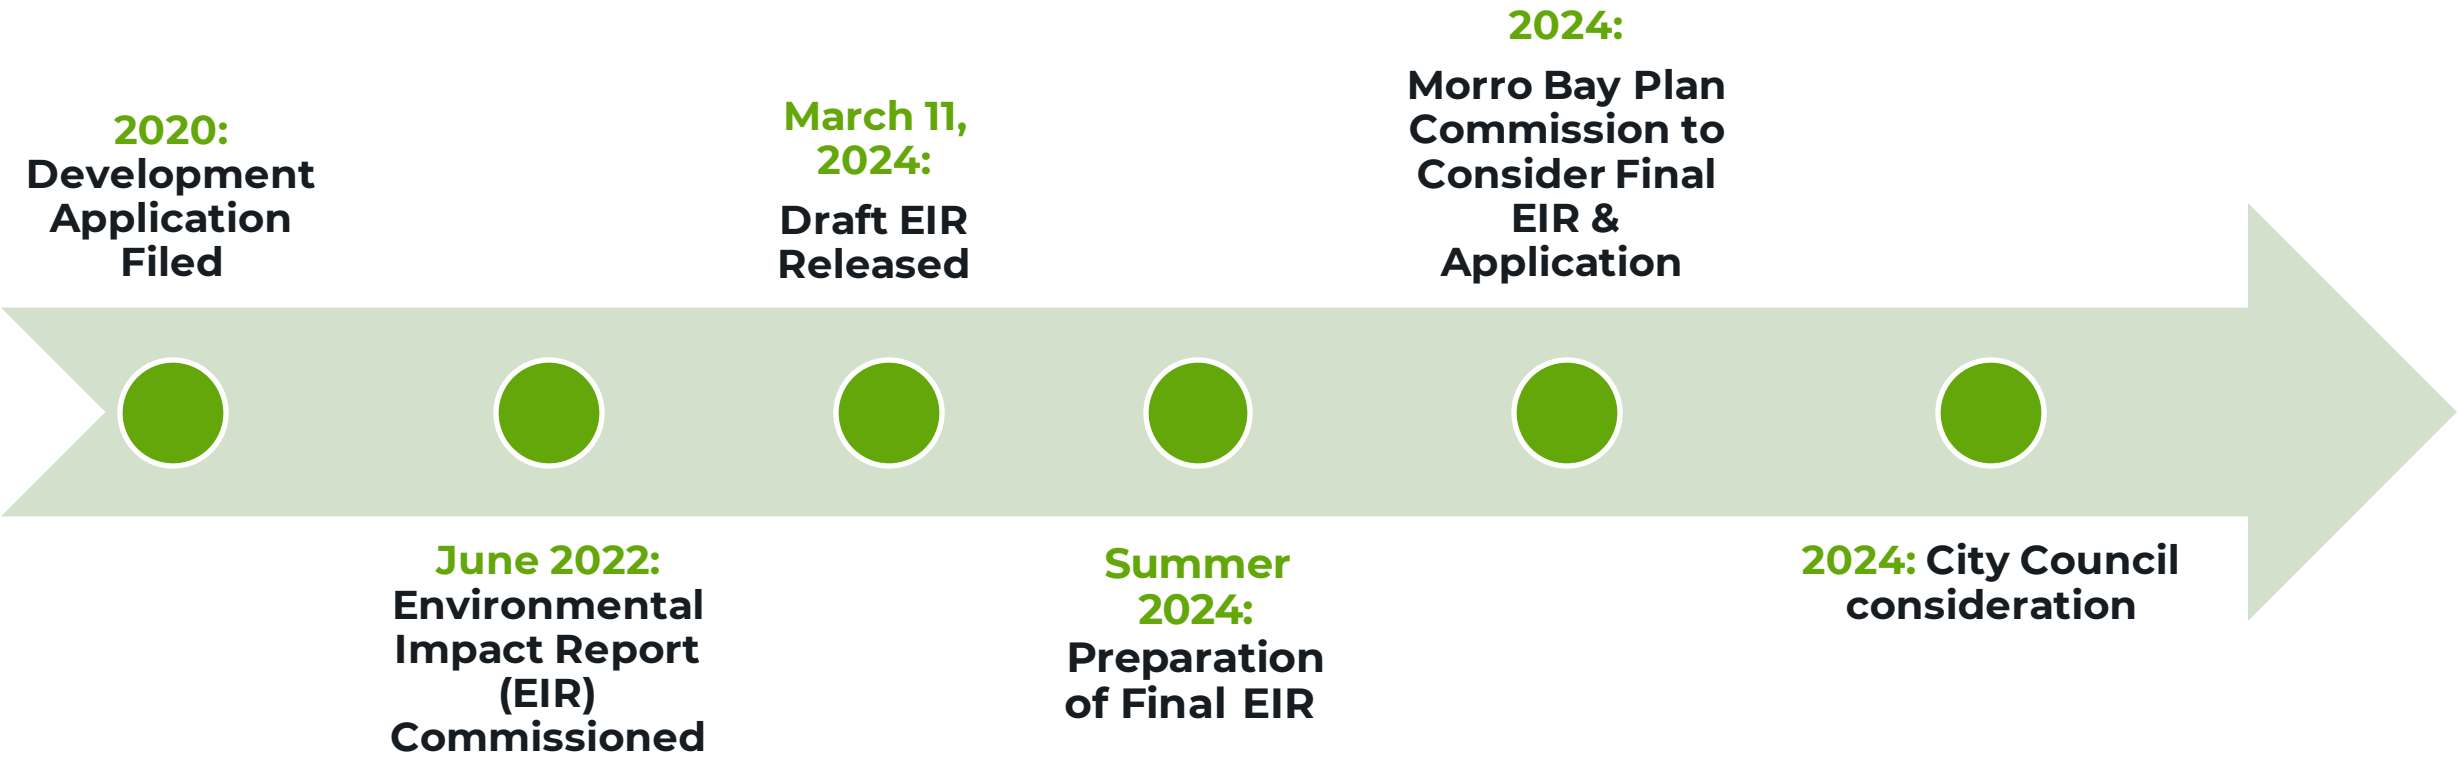 2020:
Development
Application
Filed
June 2022:
Environmental
Impact Report
(EIR)
Commissioned
March 11,
2024:
Draft EIR
Released
Summer
2024:
Preparation
of Final EIR
2024:
Morro Bay Plan
Commission to
Consider Final
EIR &
Application
2024: City Council
consideration